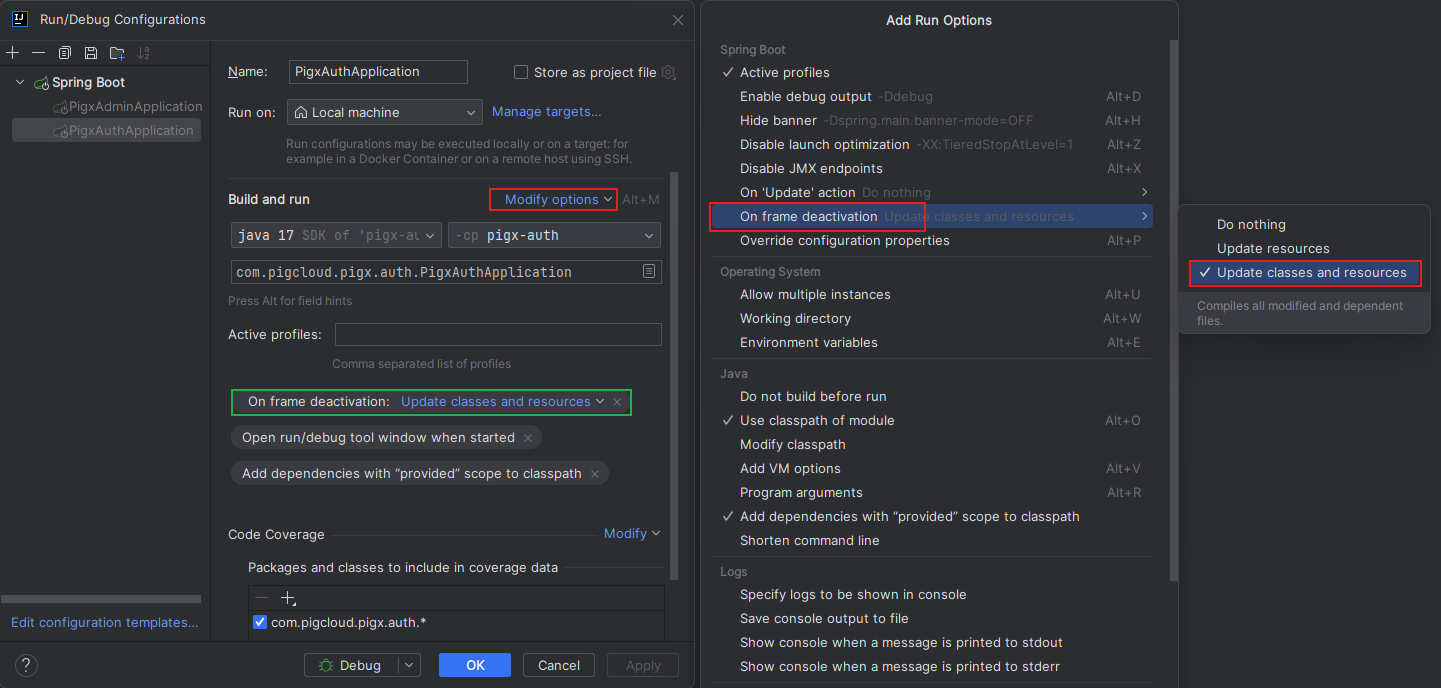 Run/Debug Configurations
Spring Boot
PigxAdminApplication
PigxAuthApplication
Edit configuration templates...
Name:
PigxAuthApplication
Store as project file
Run on:
Local machine
Manage targets...
Run configurations may be executed locally or on a target: for
example in a Docker Container or on a remote host using SSH.
Build and run
Modify options
Alt+M
java 17 SDK of 'pigx-au
-cp pigx-auth
com.pigcloud.pigx.auth.PigxAuthApplication
Press Alt for field hints
Active profiles:
Comma separated list of profiles
On frame deactivation: Update classes and resources
Open run/debug tool window when started
Add dependencies with “provided” scope to classpath
Code Coverage
Modify
Packages and classes to include in coverage data
com.pigcloud.pigx.auth.*
?
Debug
OK
Cancel
Apply
Add Run Options
Spring Boot
Active profiles
Enable debug output -Ddebug Alt+D
Hide banner -Dspring.main.banner-mode=OFF Alt+H
Disable launch optimization -XX:TieredStopAtLevel=1 Alt+Z
Disable JMX endpoints Alt+X
On 'Update' action Do nothing
On frame deactivation Update classes and resources
Override configuration properties Alt+P
Operating System
Allow multiple instances Alt+U
Working directory Alt+W
Environment variables Alt+E
Java
Do not build before run
Use classpath of module Alt+O
Modify classpath
Add VM options Alt+V
Program arguments Alt+R
Add dependencies with “provided” scope to classpath
Shorten command line
Logs
Specify logs to be shown in console
Save console output to file
Show console when a message is printed to stdout
Show console when a message is printed to stderr
Do nothing
Update resources
Update classes and resources
Compiles all modified and dependent
files.